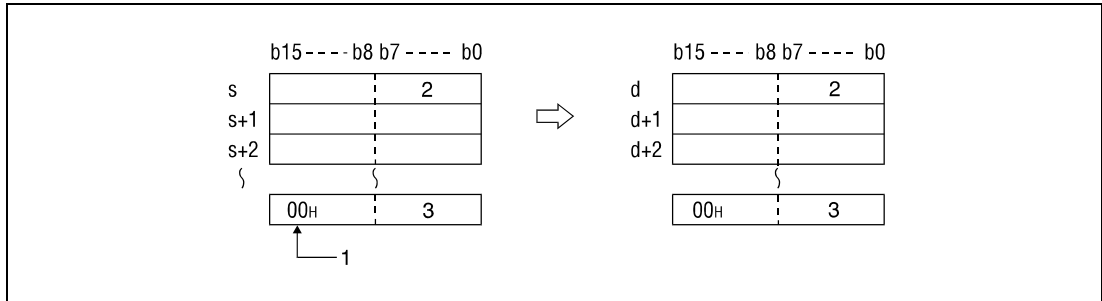 b15 - - - - b8 b7 - - - - b0 b15 - - - b8 b7 - - - - b0
s 2 d 2
s+1 d+1
s+2 d+2
00H 3 00H 3
1